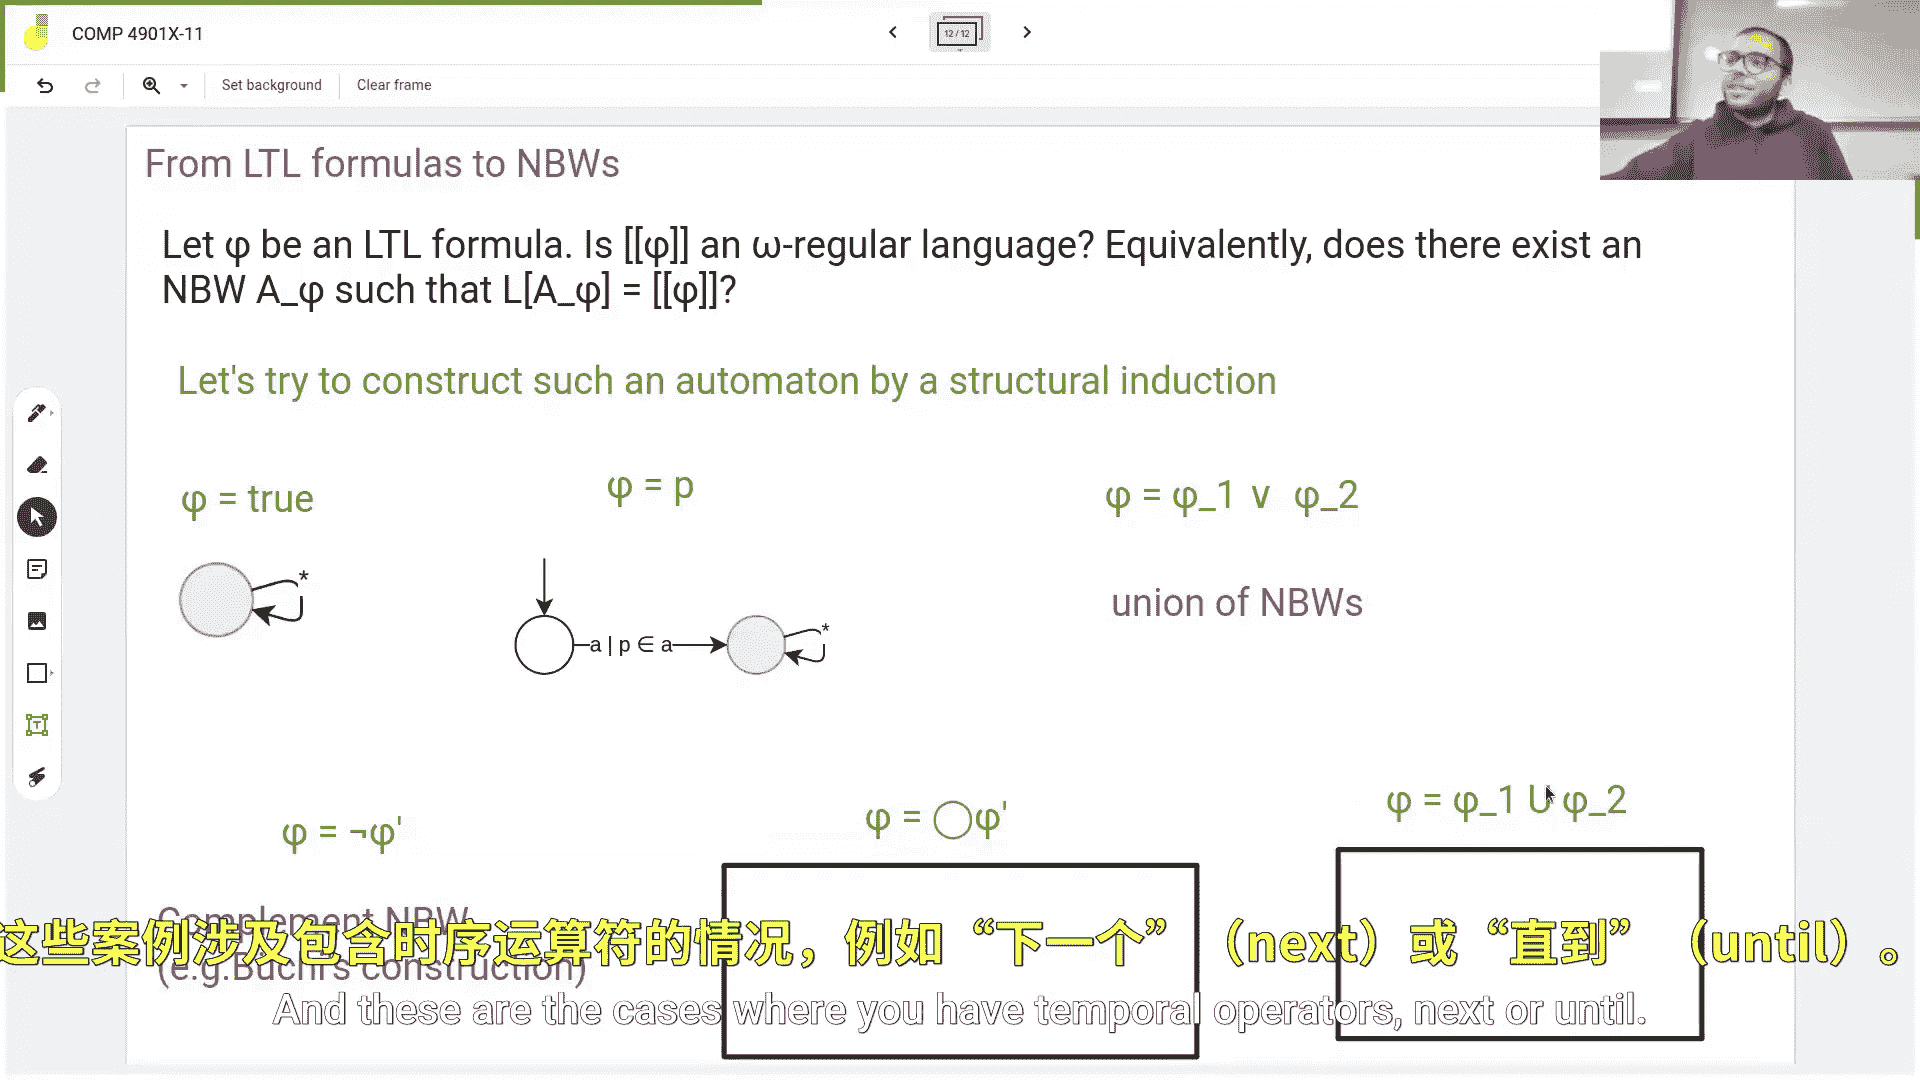 COMP 4901X-11
12 / 12
Set background
Clear frame
From LTL formulas to NBWs
Let φ be an LTL formula. Is [[φ]] an ω-regular language? Equivalently, does there exist an
NBW A_φ such that L[A_φ] = [[φ]]?
Let's try to construct such an automaton by a structural induction
φ = true
φ = p
φ = φ_1 ∨ φ_2
*
a | p ∈ a
*
union of NBWs
φ = ¬φ'
φ = ◯φ'
φ = φ_1 U φ_2
Complement NBW
(e.g.Buchi's construction)
这些案例涉及包含时序运算符的情况，例如“下一个”（next）或“直到”（until）。
And these are the cases where you have temporal operators, next or until.